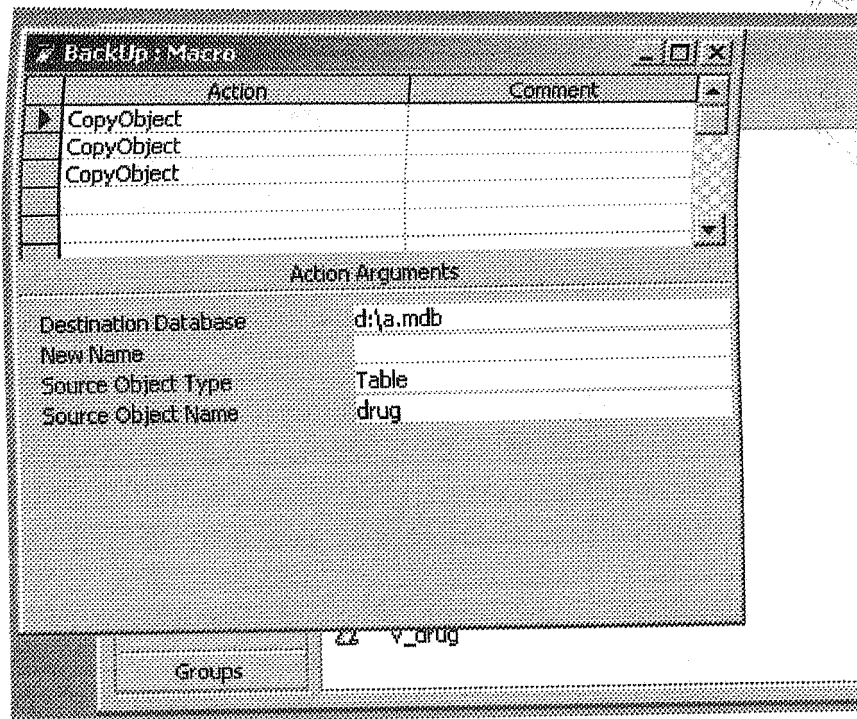 BackUp : Macro
Action Comment
CopyObject
CopyObject
CopyObject
Action Arguments
Destination Database d:\a.mdb
New Name
Source Object Type Table
Source Object Name drug
v_drug
Groups